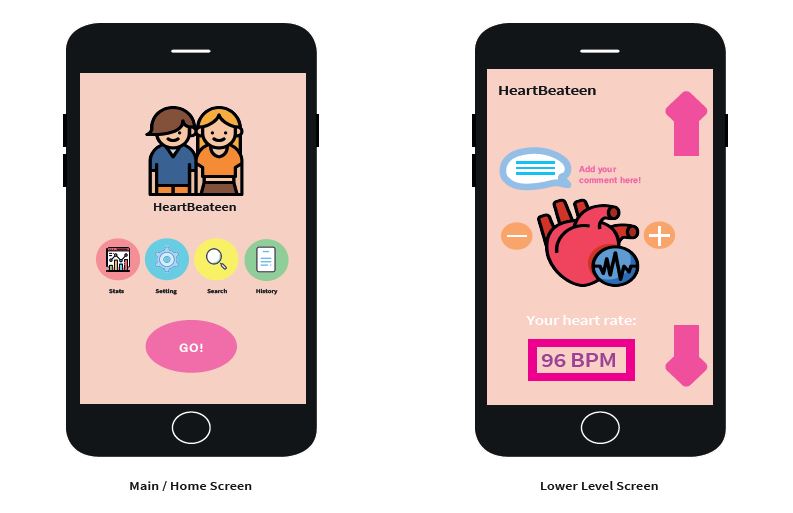 HeartBeateen
Stats
Setting
Search
History
GO!
Main / Home Screen
HeartBeateen
Add your
comment here!
Your heart rate:
96 BPM
Lower Level Screen